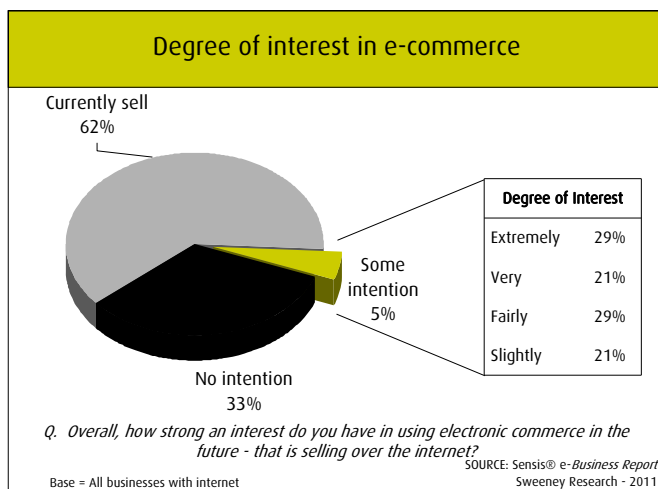 Degree of interest in e-commerce
Currently sell
62%
Some
intention
5%
No intention
33%
Degree of Interest
Extremely 29%
Very 21%
Fairly 29%
Slightly 21%
Q. Overall, how strong an interest do you have in using electronic commerce in the
future - that is selling over the internet?
SOURCE: Sensis® e-Business Report
Base = All businesses with internet
Sweeney Research - 2011